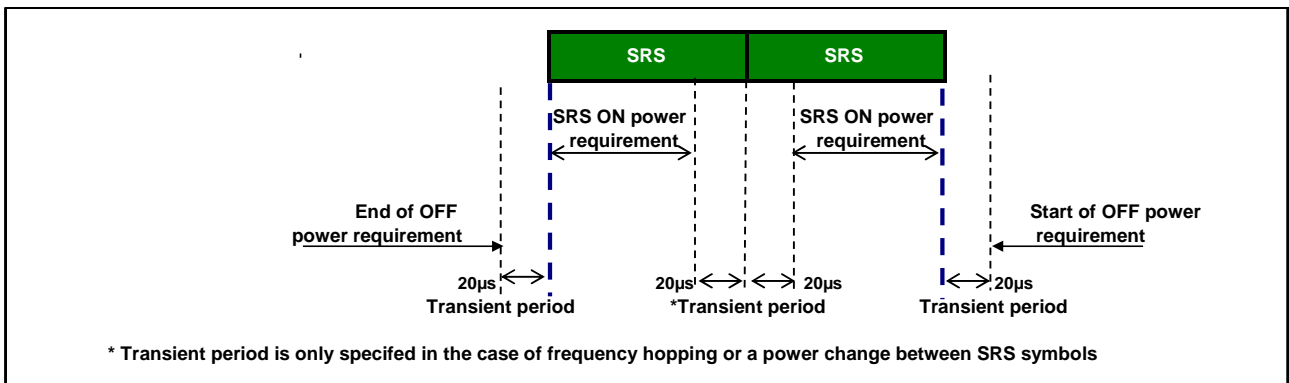 SRS SRS
SRS ON power
requirement
SRS ON power
requirement
End of OFF
power requirement
Start of OFF power
requirement
20µs
Transient period
20µs 20µs
*Transient period
20µs
Transient period
* Transient period is only specifed in the case of frequency hopping or a power change between SRS symbols